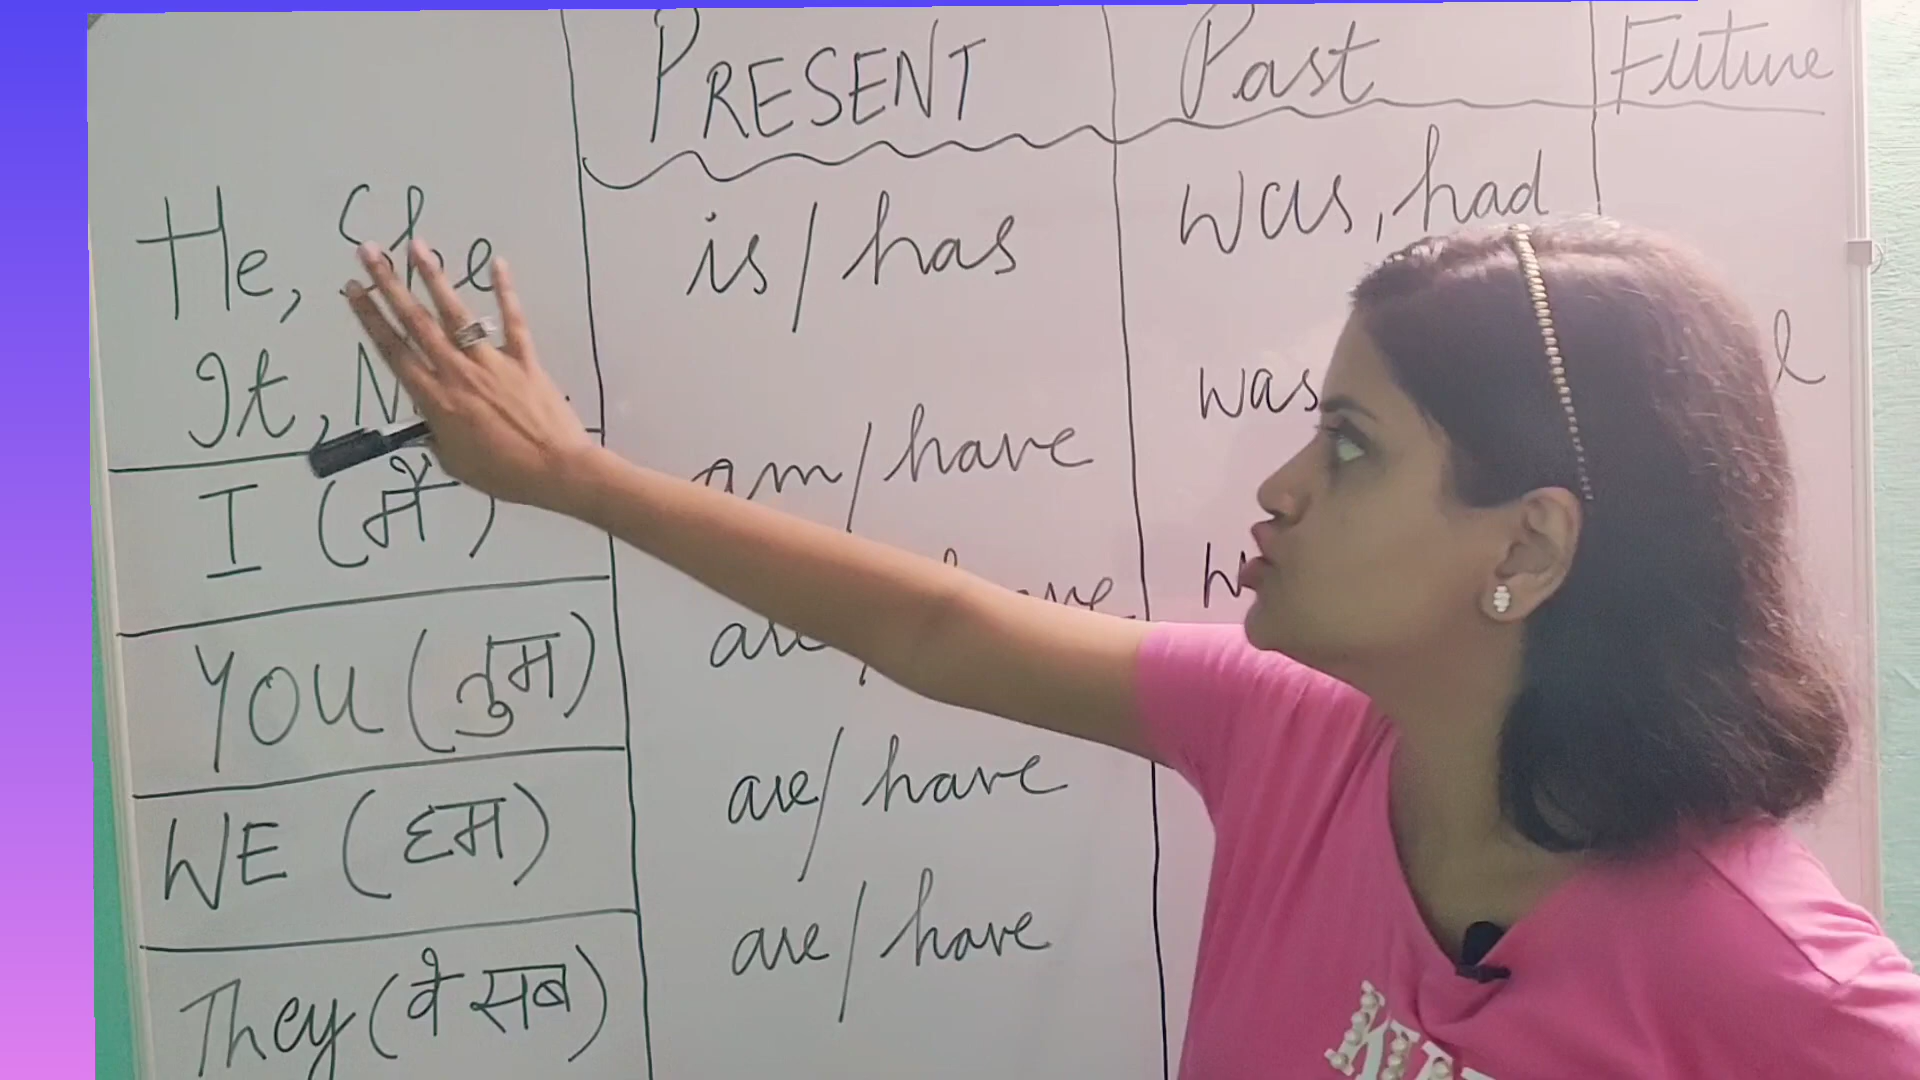 PRESENT Past Future
He, She is/has was, had
It, was
I (में) am/have
YOU (तुम) are/
WE (हम) are/have
They (वे सब) are/have